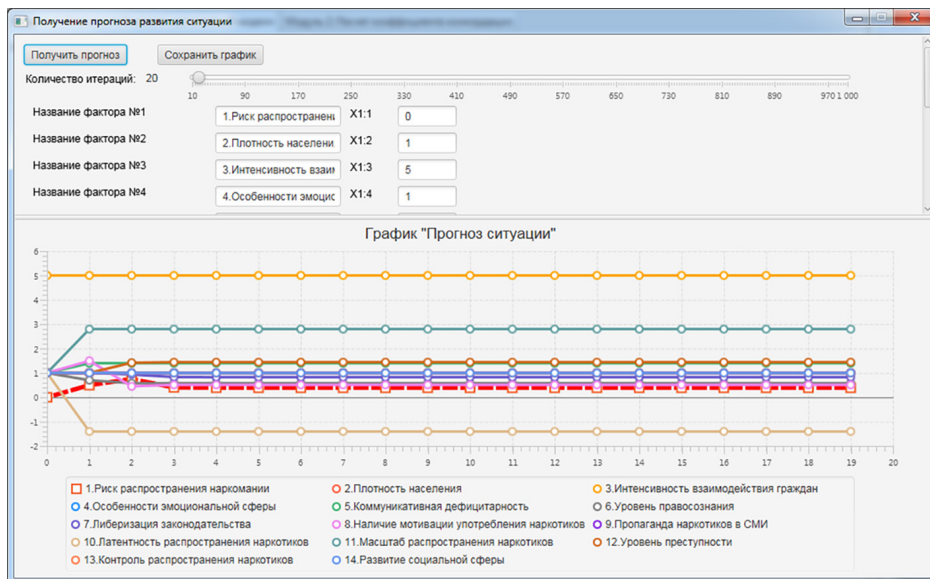 Получение прогноза развития ситуации
Получить прогноз
Сохранить график
Количество итераций: 20
10 90 170 250 330 410 490 570 650 730 810 890 970 1 000
Название фактора №1 1.Риск распространени X1:1 0
Название фактора №2 2.Плотность населени X1:2 1
Название фактора №3 3.Интенсивность взаим X1:3 5
Название фактора №4 4.Особенности эмоцис X1:4 1
График "Прогноз ситуации"
6
5
4
3
2
1
0
-1
-2
0 1 2 3 4 5 6 7 8 9 10 11 12 13 14 15 16 17 18 19 20
1.Риск распространения наркомании 2.Плотность населения 3.Интенсивность взаимодействия граждан
4.Особенности эмоциональной сферы 5.Коммуникативная дефицитарность 6.Уровень правосознания
7.Либеризация законодательства 8.Наличие мотивации употребления наркотиков 9.Пропаганда наркотиков в СМИ
10.Латентность распространения наркотиков 11.Масштаб распространения наркотиков 12.Уровень преступности
13.Контроль распространения наркотиков 14.Развитие социальной сферы